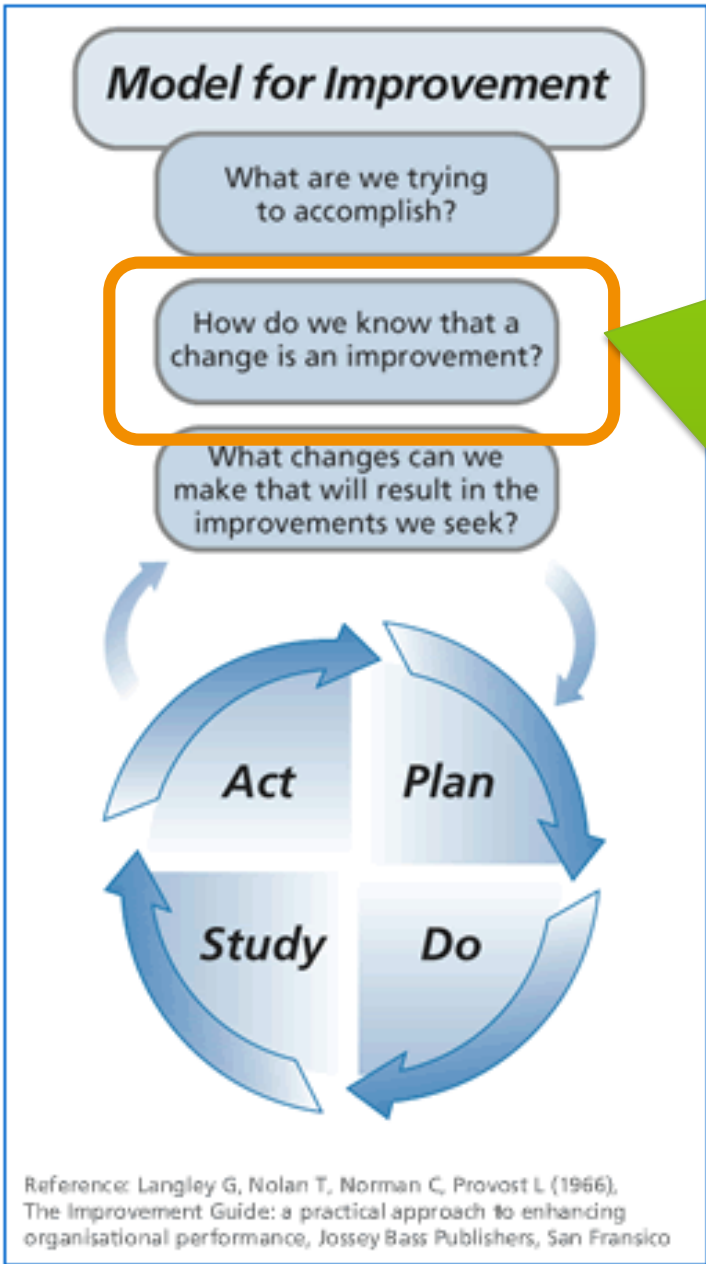 Model for Improvement
What are we trying
to accomplish?
How do we know that a
change is an improvement?
What changes can we
make that will result in the
improvements we seek?
Act
Plan
Study
Do
Reference: Langley G, Nolan T, Norman C, Provost L (1966),
The Improvement Guide: a practical approach to enhancing
organisational performance, Jossey Bass Publishers, San Fransico